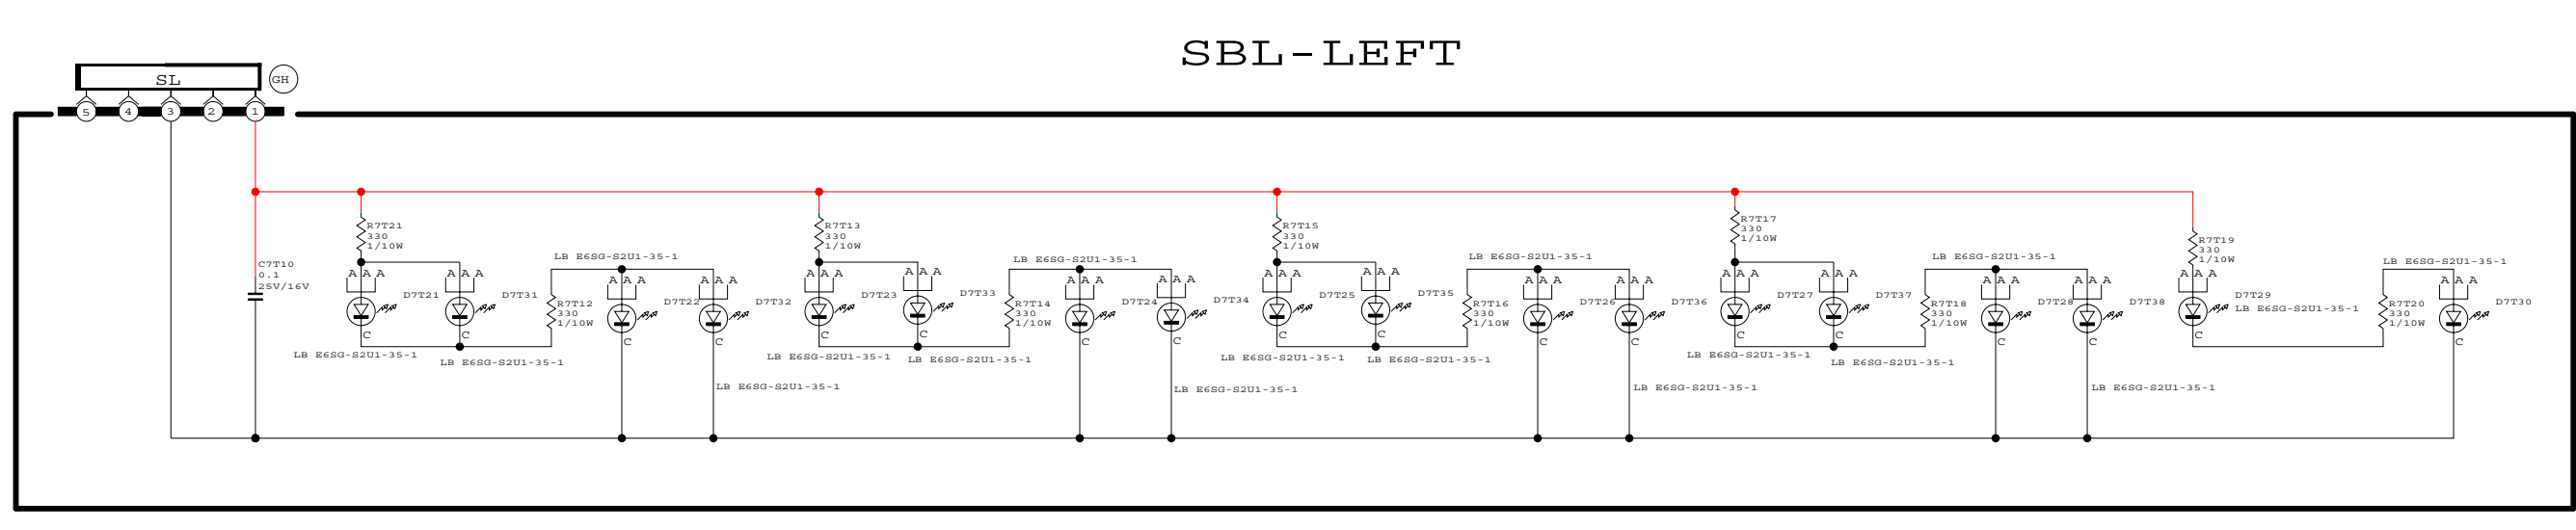 SBL-LEFT
SL
GH
5 4 3 2 1
C7T10
0.1
25V/16V
R7T21
330
1/10W
A A A
D7T21
C
LB E6SG-S2U1-35-1
A A A
D7T31
C
LB E6SG-S2U1-35-1
R7T12
330
1/10W
LB E6SG-S2U1-35-1
A A A
D7T22
C
A A A
D7T32
C
LB E6SG-S2U1-35-1
R7T13
330
1/10W
A A A
D7T23
C
LB E6SG-S2U1-35-1
A A A
D7T33
C
LB E6SG-S2U1-35-1
R7T14
330
1/10W
LB E6SG-S2U1-35-1
A A A
D7T24
C
A A A
D7T34
C
LB E6SG-S2U1-35-1
R7T15
330
1/10W
A A A
D7T25
C
LB E6SG-S2U1-35-1
A A A
D7T35
C
LB E6SG-S2U1-35-1
R7T16
330
1/10W
LB E6SG-S2U1-35-1
A A A
D7T26
C
A A A
D7T36
C
LB E6SG-S2U1-35-1
R7T17
330
1/10W
A A A
D7T27
C
LB E6SG-S2U1-35-1
A A A
D7T37
C
LB E6SG-S2U1-35-1
R7T18
330
1/10W
LB E6SG-S2U1-35-1
A A A
D7T28
C
A A A
D7T38
C
LB E6SG-S2U1-35-1
R7T19
330
1/10W
A A A
D7T29
LB E6SG-S2U1-35-1
C
R7T20
330
1/10W
LB E6SG-S2U1-35-1
A A A
D7T30
C